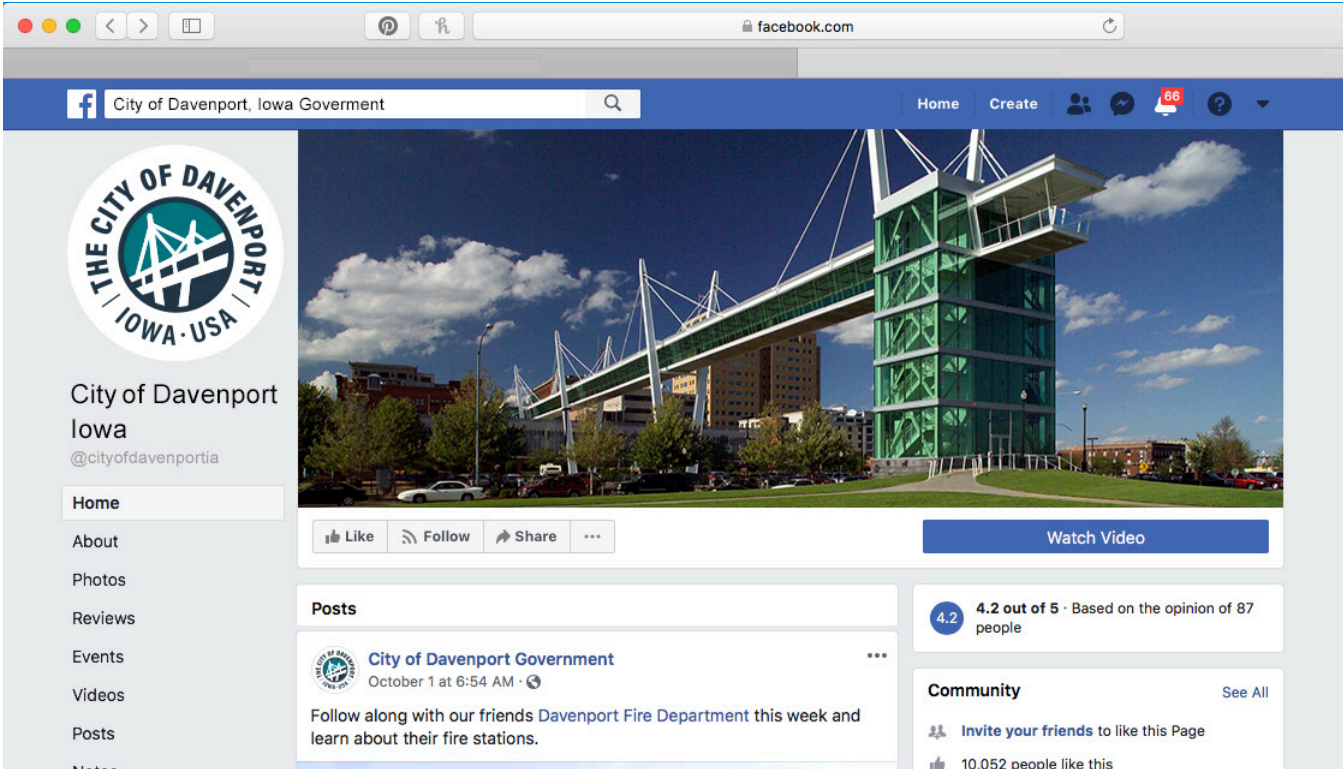 facebook.com
City of Davenport, Iowa Goverment
Home
Create
66
THE CITY OF DAVENPORT
IOWA·USA
City of Davenport
Iowa
@cityofdavenportia
Home
About
Photos
Reviews
Events
Videos
Posts
Notes
Like
Follow
Share
Watch Video
Posts
City of Davenport Government
October 1 at 6:54 AM ·
Follow along with our friends Davenport Fire Department this week and
learn about their fire stations.
4.2
4.2 out of 5 · Based on the opinion of 87
people
Community
See All
Invite your friends to like this Page
10,052 people like this